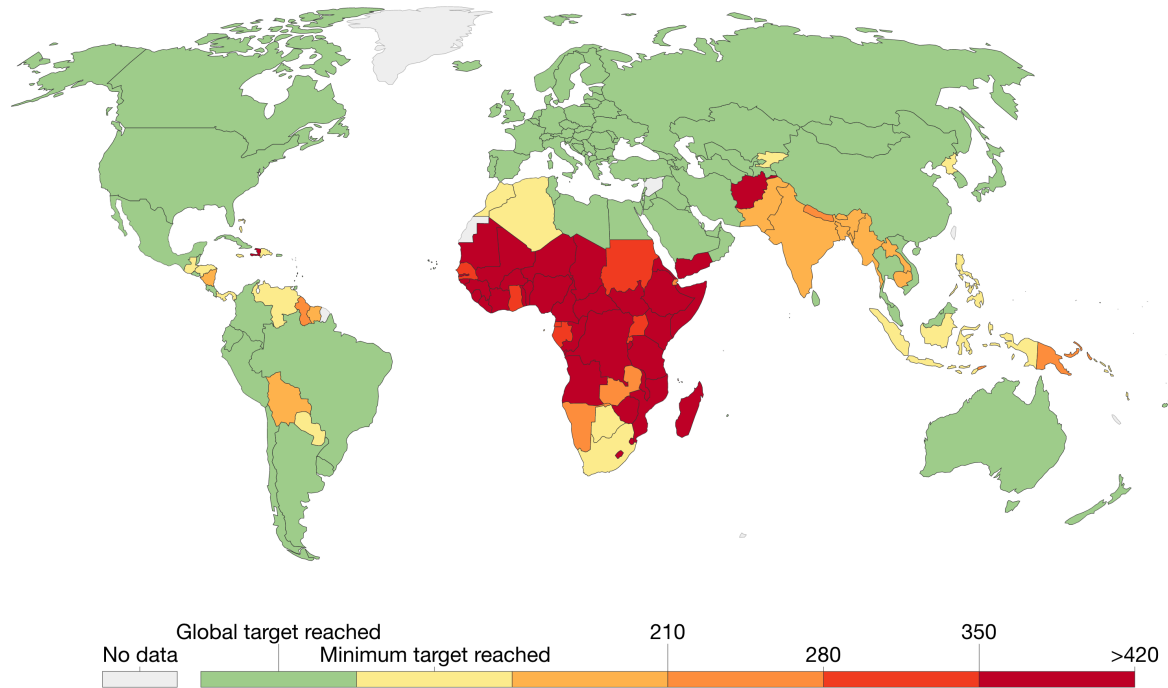 Global target reached 210 350
No data Minimum target reached 280 >420